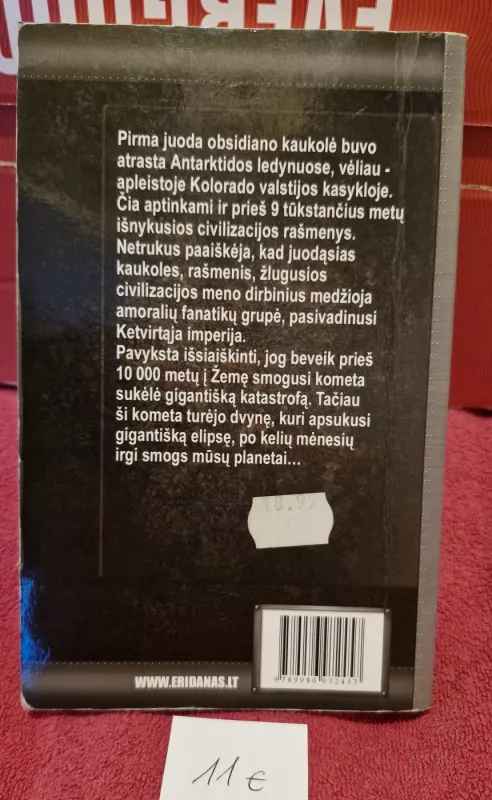 Pirma juoda obsidiano kaukolė buvo
atrasta Antarktidos ledynuose, vėliau -
apleistoje Kolorado valstijos kasykloje.
Čia aptinkami ir prieš 9 tūkstančius metų
išnykusios civilizacijos rašmenys.
Netrukus paaiškėja, kad juodąsias
kaukoles, rašmenis, žlugusios
civilizacijos meno dirbinius medžioja
amoralių fanatikų grupė, pasivadinusi
Ketvirtąja imperija.
Pavyksta išsiaiškinti, jog beveik prieš
10 000 metų į Žemę smogusi kometa
sukėlė gigantišką katastrofą. Tačiau
ši kometa turėjo dvynę, kuri apsukusi
gigantišką elipsę, po kelių mėnesių
irgi smogs mūsų planetai...
WWW.ERIDANAS.LT
9789986972457
11 €